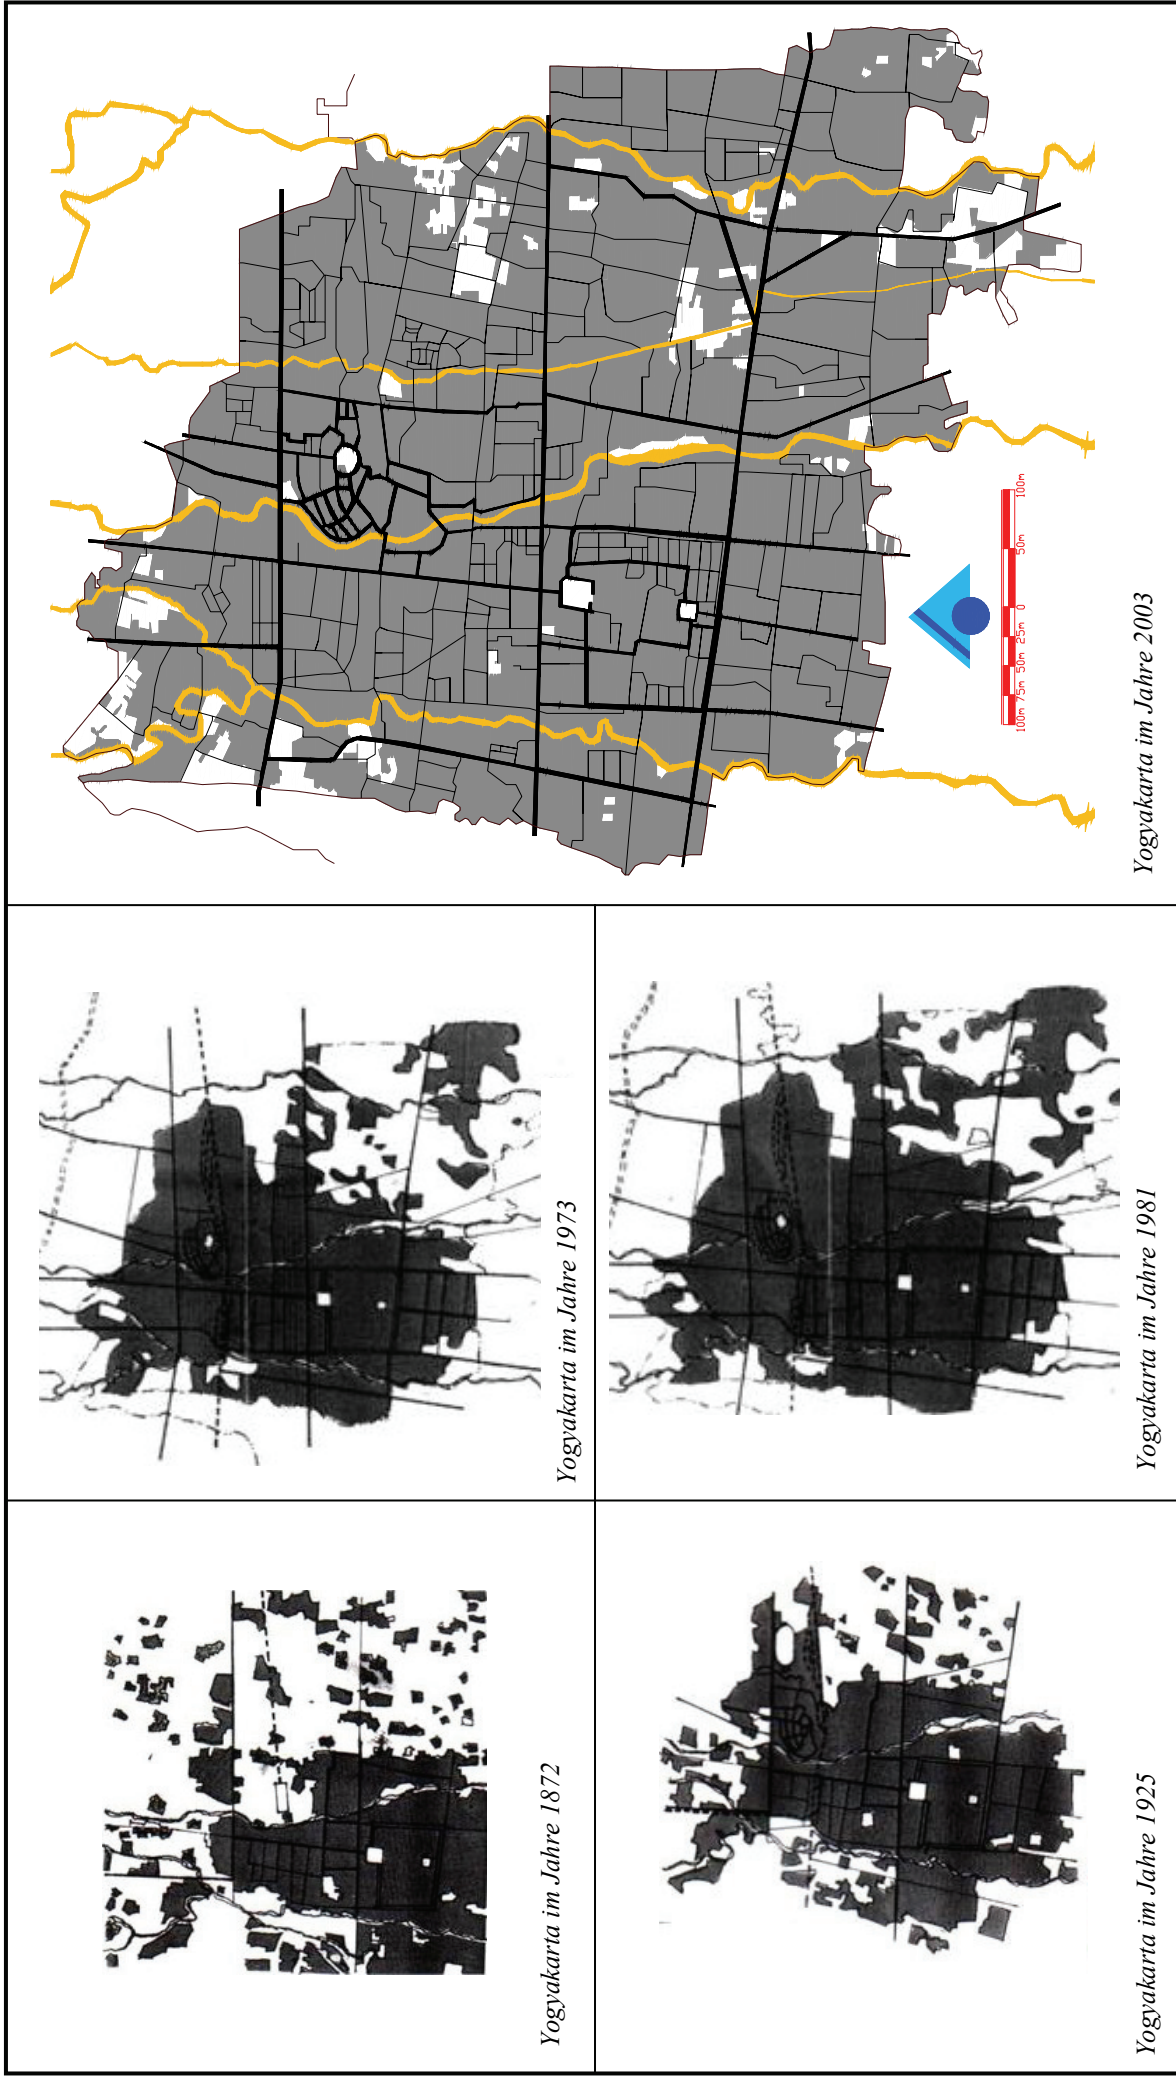 Yogyakarta im Jahre 1872
Yogyakarta im Jahre 1973
Yogyakarta im Jahre 1925
Yogyakarta im Jahre 1981
100m 75m 50m 25m 0 50m 100m
Yogyakarta im Jahre 2003